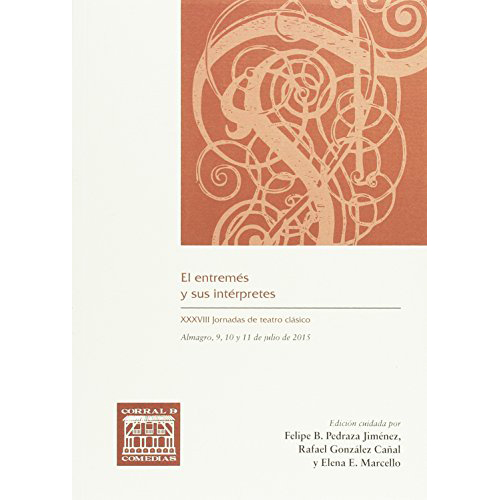 El entremés
y sus intérpretes
XXXVIII Jornadas de teatro clásico
Almagro, 9, 10 y 11 de julio de 2015
Edición cuidada por
Felipe B. Pedraza Jiménez,
Rafael González Cañal
y Elena E. Marcello
CORRAL D
COMEDIAS